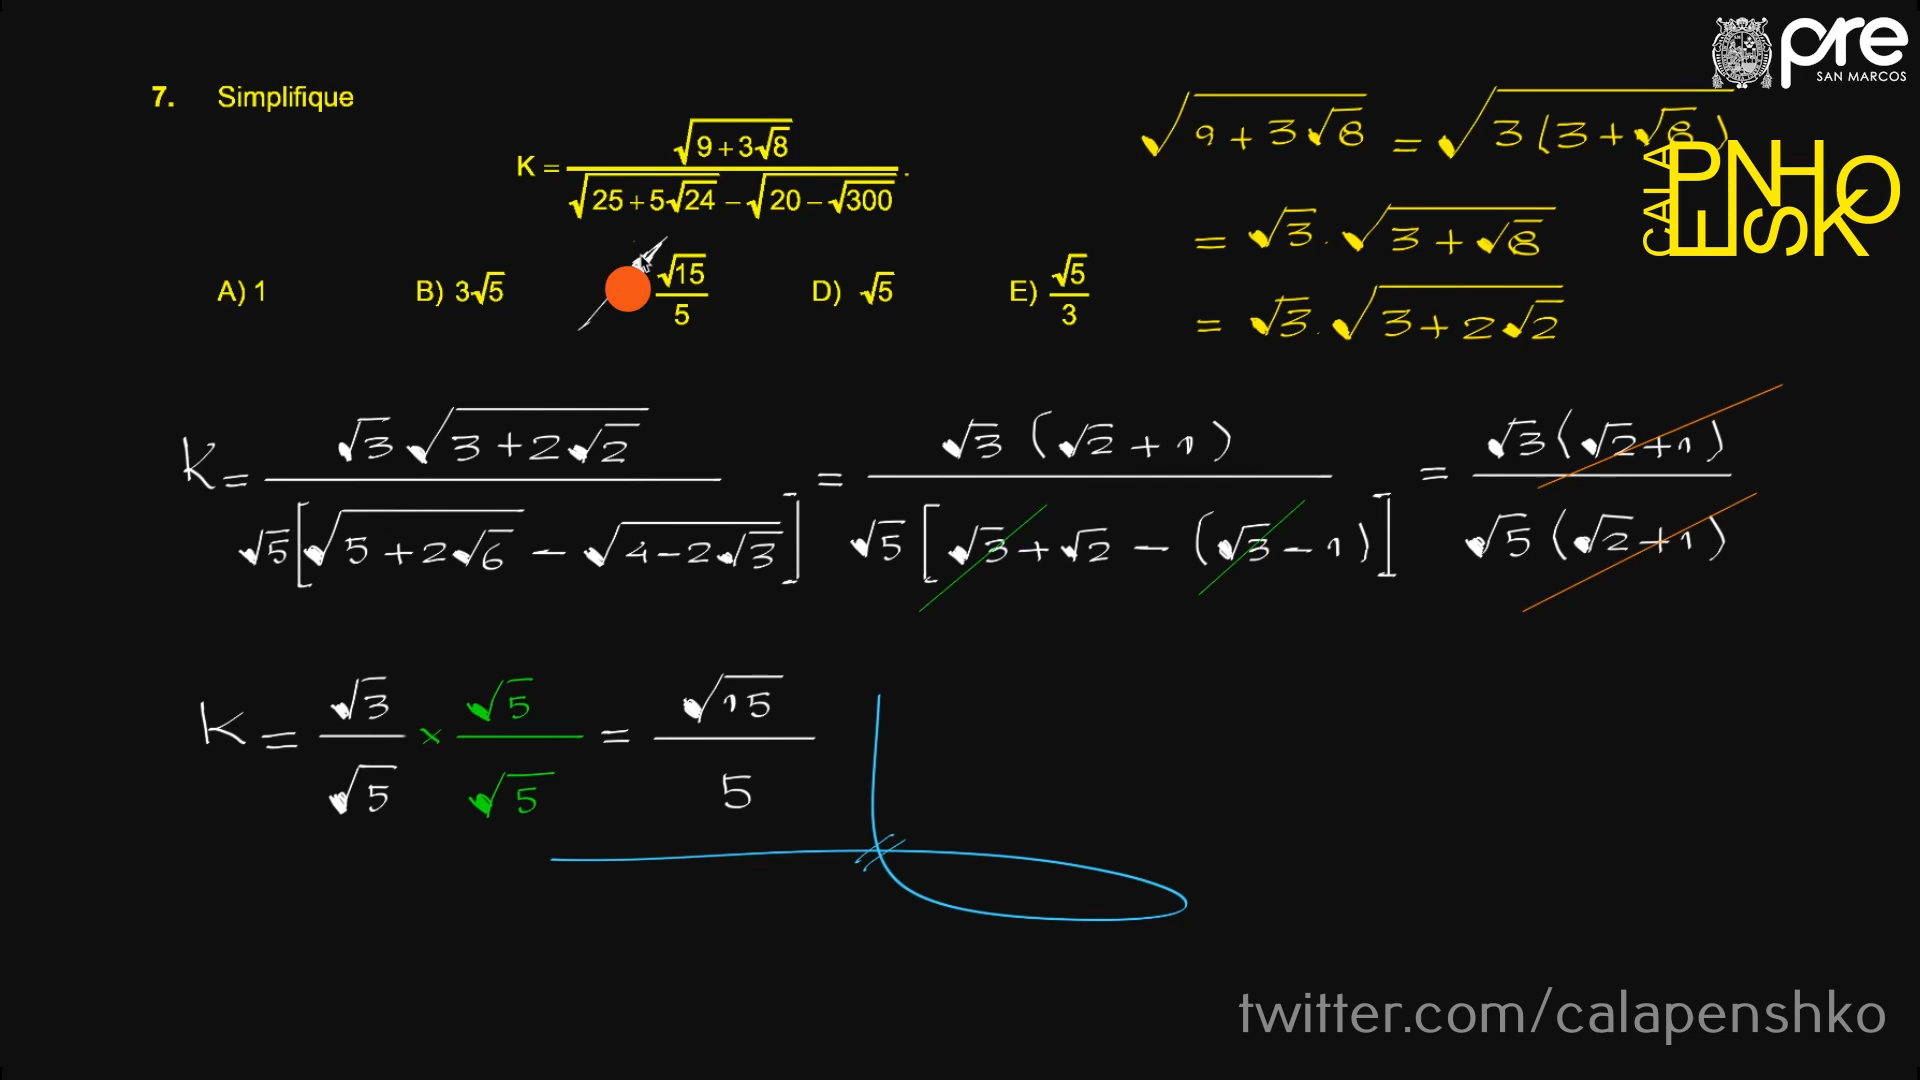 pre
SAN MARCOS
7. Simplifique
K = √(9+3√8) / (√(25+5√24) − √(20−√300)) .
A) 1 B) 3√5 √15/5 D) √5 E) √5/3
√(9+3√8) = √(3(3+√8))
= √3 . √(3+√8)
= √3 . √(3+2√2)
CALA
PENSHKO
K = √3 √(3+2√2) / √5[√(5+2√6) − √(4−2√3)] = √3 (√2+1) / √5[√3+√2 − (√3−1)] = √3(√2+1) / √5(√2+1)
K = √3/√5 × √5/√5 = √15/5
twitter.com/calapenshko